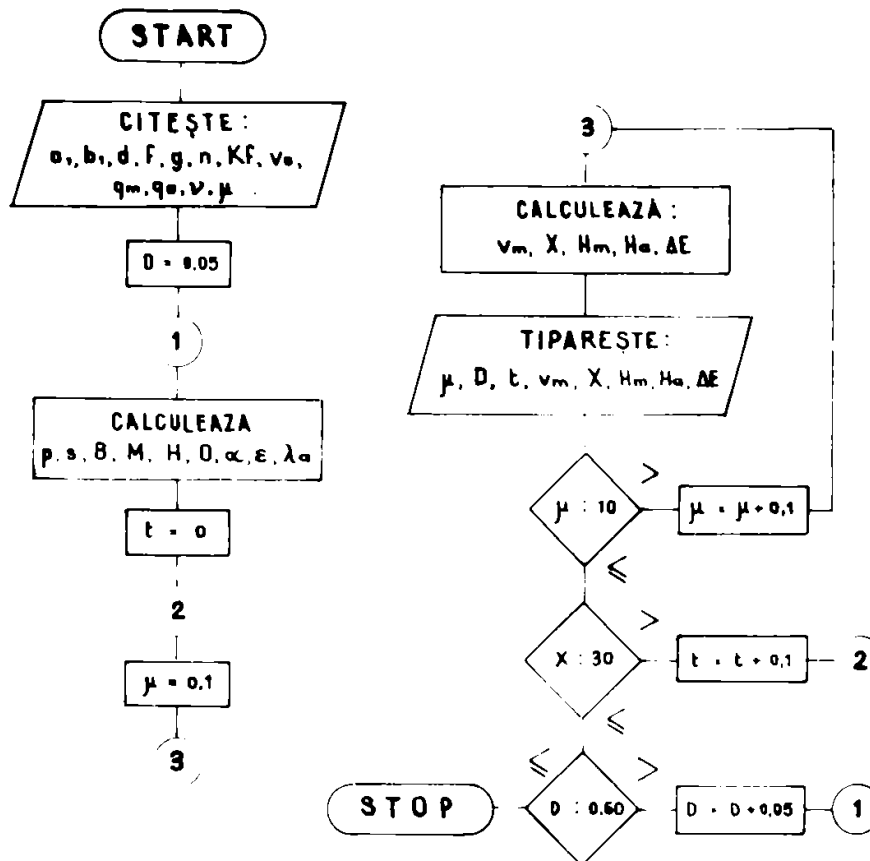 START
CITEȘTE:
a₁, b₁, d, f, g, n, Kf, va,
qm, qa, ν, μ
D = 0,05
1
CALCULEAZA
p, s, B, M, H, O, α, ε, λa
t = 0
2
μ = 0,1
3
3
CALCULEAZĂ:
vm, X, Hm, Ha, ΔE
TIPAREȘTE:
μ, D, t, vm, X, Hm, Ha, ΔE
μ : 10
>
μ = μ + 0,1
≤
X : 30
>
t = t + 0,1
2
≤
STOP
≤
D : 0.60
>
D = D + 0,05
1